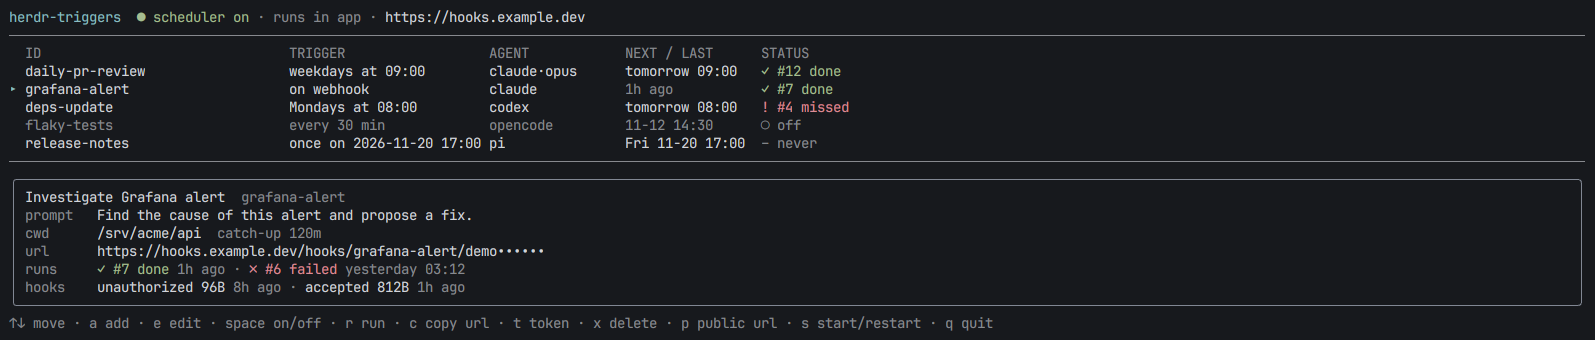 herdr-triggers ● scheduler on · runs in app · https://hooks.example.dev
ID TRIGGER AGENT NEXT / LAST STATUS
daily-pr-review weekdays at 09:00 claude·opus tomorrow 09:00 ✓ #12 done
▸ grafana-alert on webhook claude 1h ago ✓ #7 done
deps-update Mondays at 08:00 codex tomorrow 08:00 ! #4 missed
flaky-tests every 30 min opencode 11-12 14:30 ○ off
release-notes once on 2026-11-20 17:00 pi Fri 11-20 17:00 – never
Investigate Grafana alert grafana-alert
prompt Find the cause of this alert and propose a fix.
cwd /srv/acme/api catch-up 120m
url https://hooks.example.dev/hooks/grafana-alert/demo••••••
runs ✓ #7 done 1h ago · ✕ #6 failed yesterday 03:12
hooks unauthorized 96B 8h ago · accepted 812B 1h ago
↑↓ move · a add · e edit · space on/off · r run · c copy url · t token · x delete · p public url · s start/restart · q quit